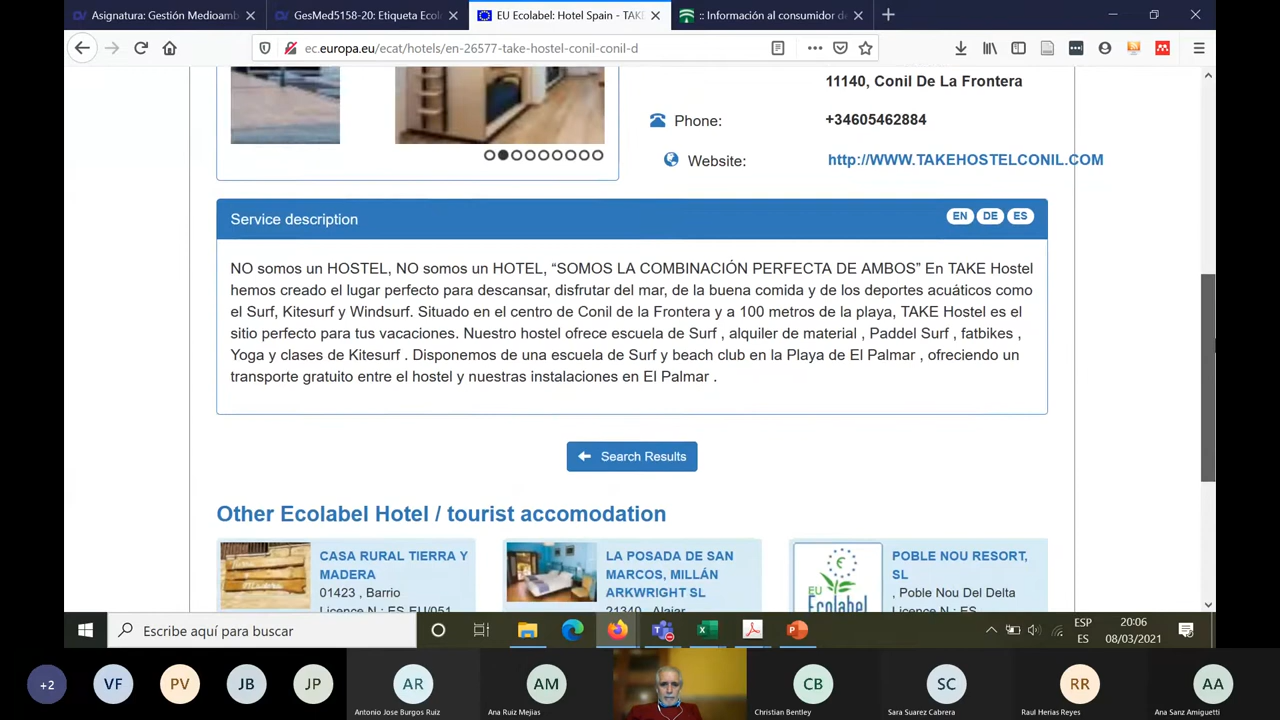 Asignatura: Gestión Medioamb
GesMed5158-20: Etiqueta Ecol
EU Ecolabel: Hotel Spain - TAK
:: Información al consumidor de
ec.europa.eu/ecat/hotels/en-26577-take-hostel-conil-conil-d
11140, Conil De La Frontera
Phone: +34605462884
Website: http://WWW.TAKEHOSTELCONIL.COM
Service description EN DE ES
NO somos un HOSTEL, NO somos un HOTEL, “SOMOS LA COMBINACIÓN PERFECTA DE AMBOS” En TAKE Hostel
hemos creado el lugar perfecto para descansar, disfrutar del mar, de la buena comida y de los deportes acuáticos como
el Surf, Kitesurf y Windsurf. Situado en el centro de Conil de la Frontera y a 100 metros de la playa, TAKE Hostel es el
sitio perfecto para tus vacaciones. Nuestro hostel ofrece escuela de Surf , alquiler de material , Paddel Surf , fatbikes ,
Yoga y clases de Kitesurf . Disponemos de una escuela de Surf y beach club en la Playa de El Palmar , ofreciendo un
transporte gratuito entre el hostel y nuestras instalaciones en El Palmar .
Search Results
Other Ecolabel Hotel / tourist accomodation
CASA RURAL TIERRA Y
MADERA
01423 , Barrio
Licence N.: ES-EU/051
LA POSADA DE SAN
MARCOS, MILLÁN
ARKWRIGHT SL
21340 , Alajar
EU
Ecolabel
POBLE NOU RESORT,
SL
, Poble Nou Del Delta
Licence N.: ES
Escribe aquí para buscar
ESP
ES
20:06
08/03/2021
+2
VF
PV
JB
JP
AR
Antonio Jose Burgos Ruiz
AM
Ana Ruiz Mejias
CB
Christian Bentley
SC
Sara Suarez Cabrera
RR
Raul Herias Reyes
AA
Ana Sanz Amiguetti